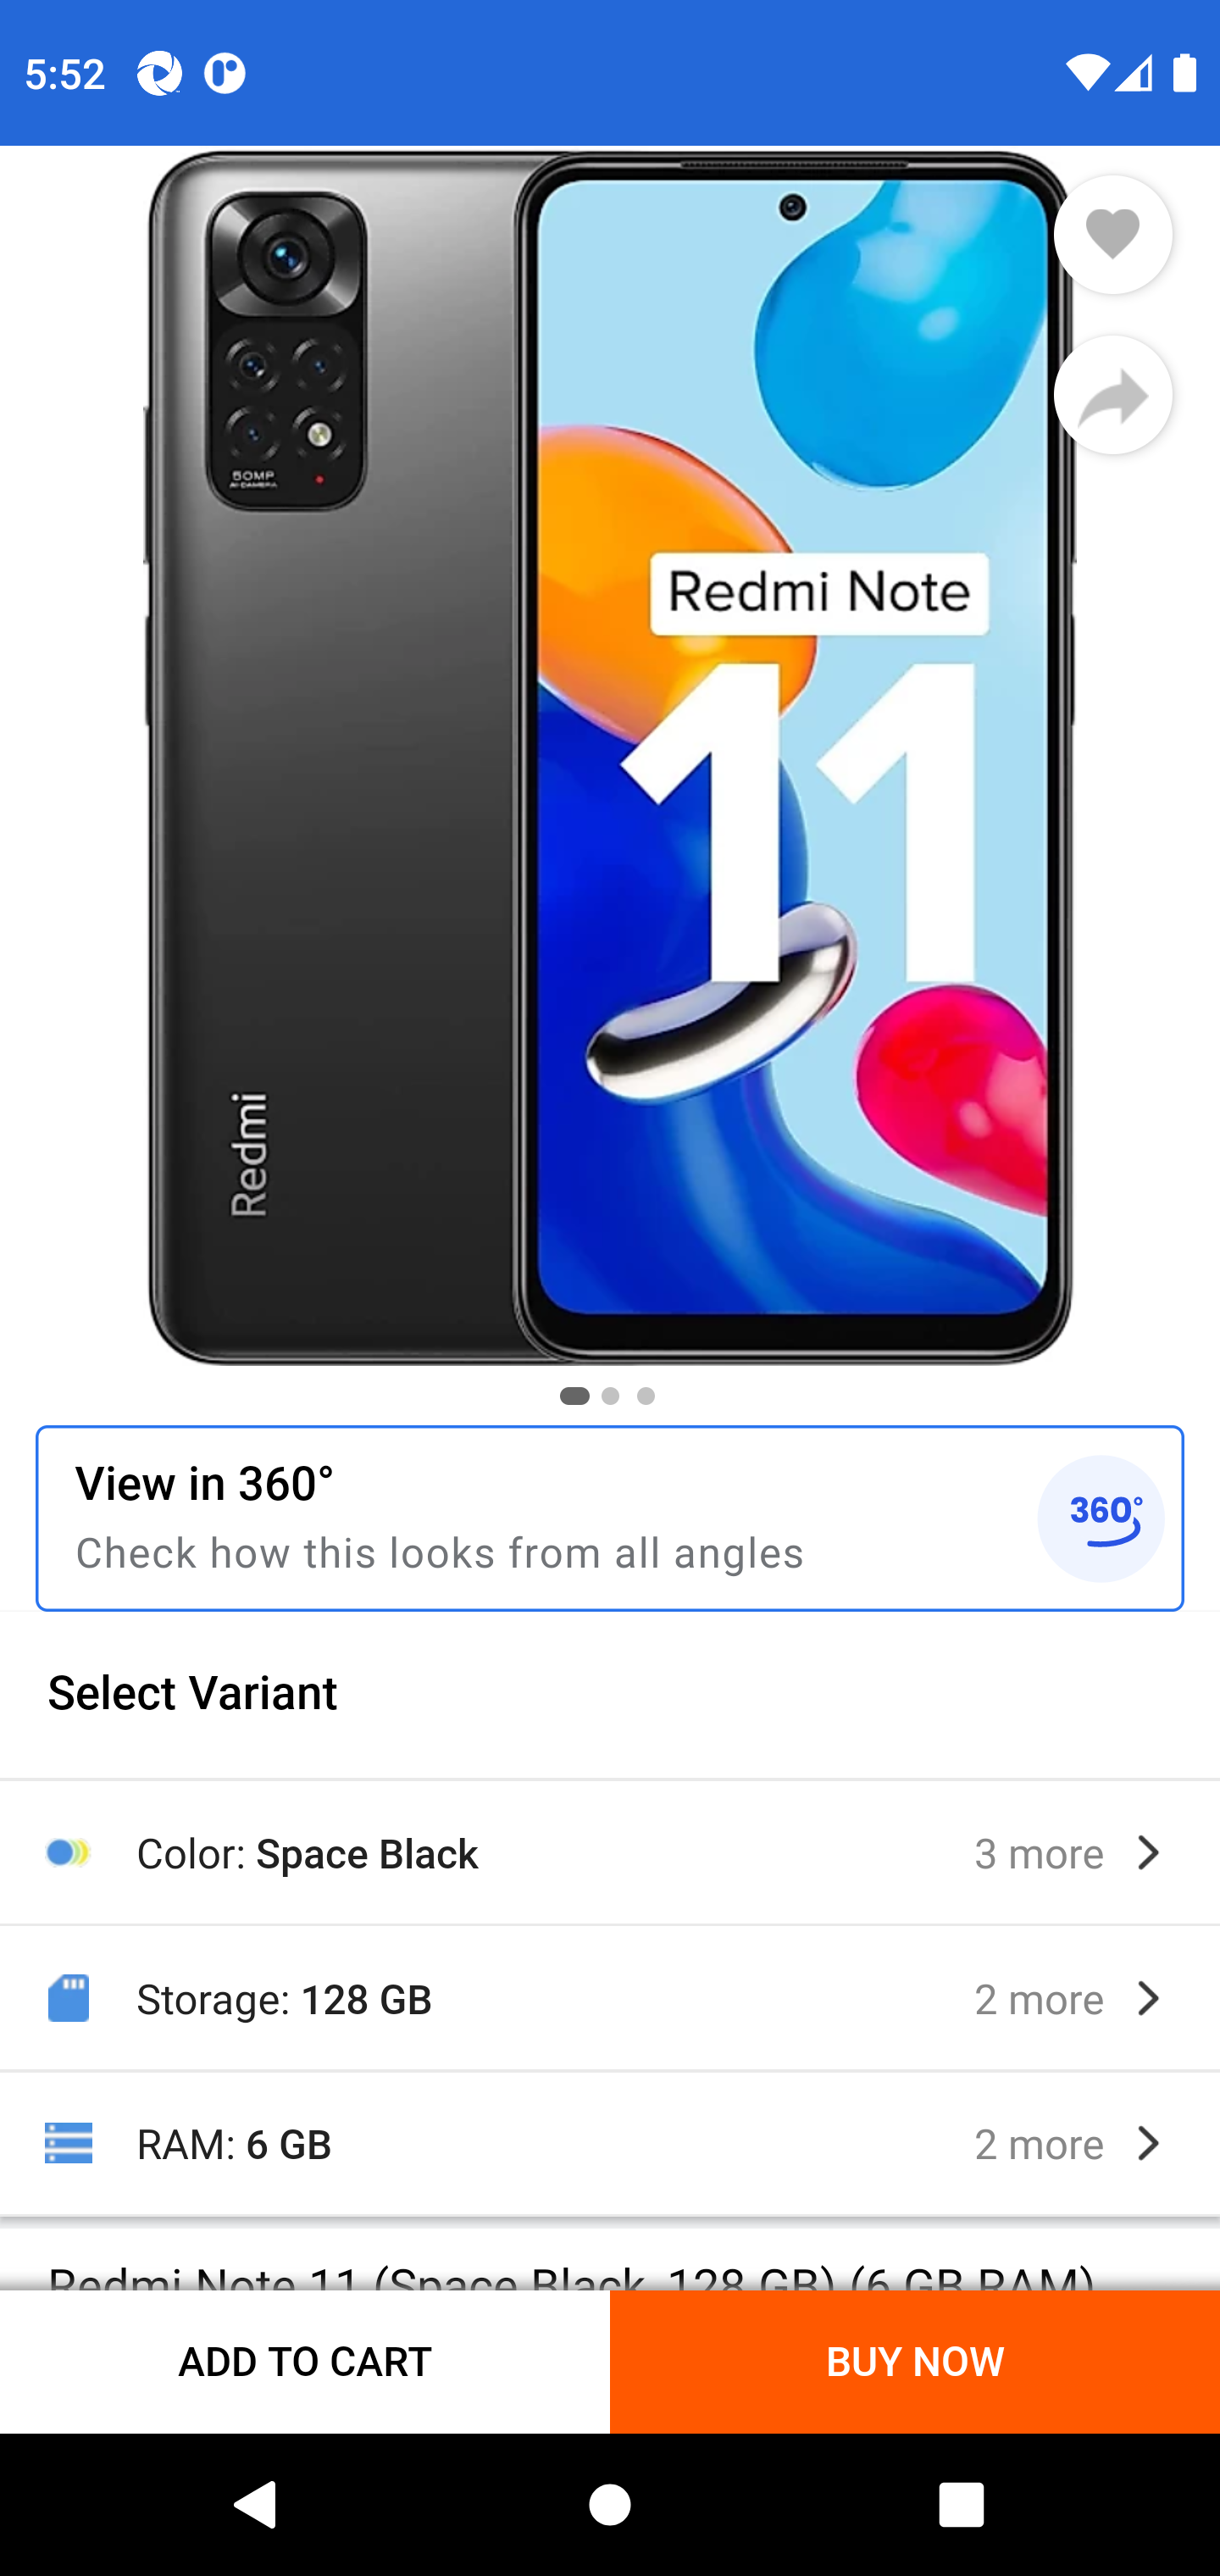 5:52
50MP
AI CAMERA
Redmi Note
11
Redmi
View in 360°
360°
Check how this looks from all angles
Select Variant
Color: Space Black 3 more
Storage: 128 GB 2 more
RAM: 6 GB 2 more
Redmi Note 11 (Space Black, 128 GB) (6 GB RAM)
ADD TO CART BUY NOW